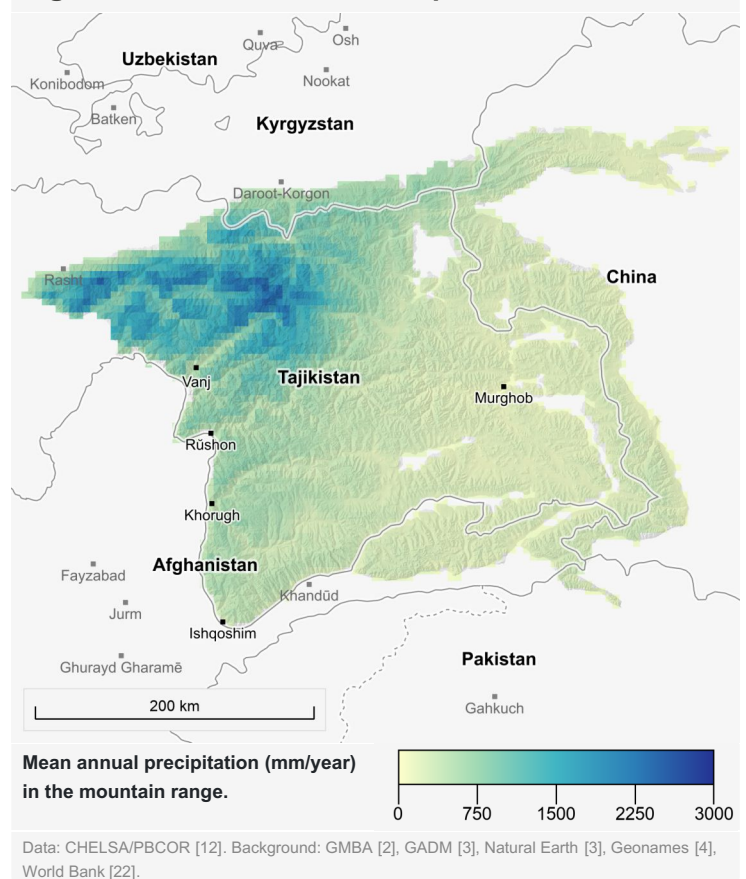 Quva
Osh
Uzbekistan
Konibodom
Nookat
Batken
Kyrgyzstan
Daroot-Korgon
Rasht
China
Vanj
Tajikistan
Murghob
Rŭshon
Khorugh
Afghanistan
Fayzabad
Khandūd
Jurm
Ishqoshim
Ghurayd Gharamē
Pakistan
Gahkuch
200 km
Mean annual precipitation (mm/year)
in the mountain range.
0 750 1500 2250 3000
Data: CHELSA/PBCOR [12]. Background: GMBA [2], GADM [3], Natural Earth [3], Geonames [4],
World Bank [22].